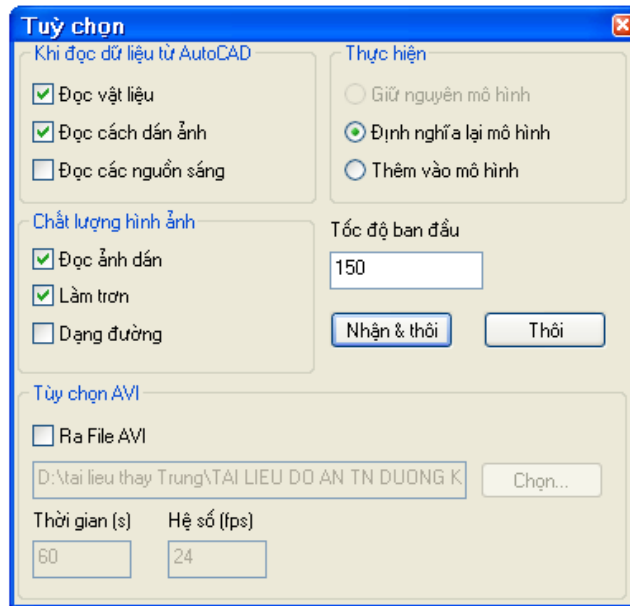 Tuỳ chọn
Khi đọc dữ liệu từ AutoCAD
Đọc vật liệu
Đọc cách dán ảnh
Đọc các nguồn sáng
Thực hiện
Giữ nguyên mô hình
Định nghĩa lại mô hình
Thêm vào mô hình
Chất lượng hình ảnh
Đọc ảnh dán
Làm trơn
Dạng đường
Tốc độ ban đầu
150
Nhận & thôi
Thôi
Tùy chọn AVI
Ra File AVI
D:\tai lieu thay Trung\TAI LIEU DO AN TN DUONG K
Chọn...
Thời gian (s)
Hệ số (fps)
60
24